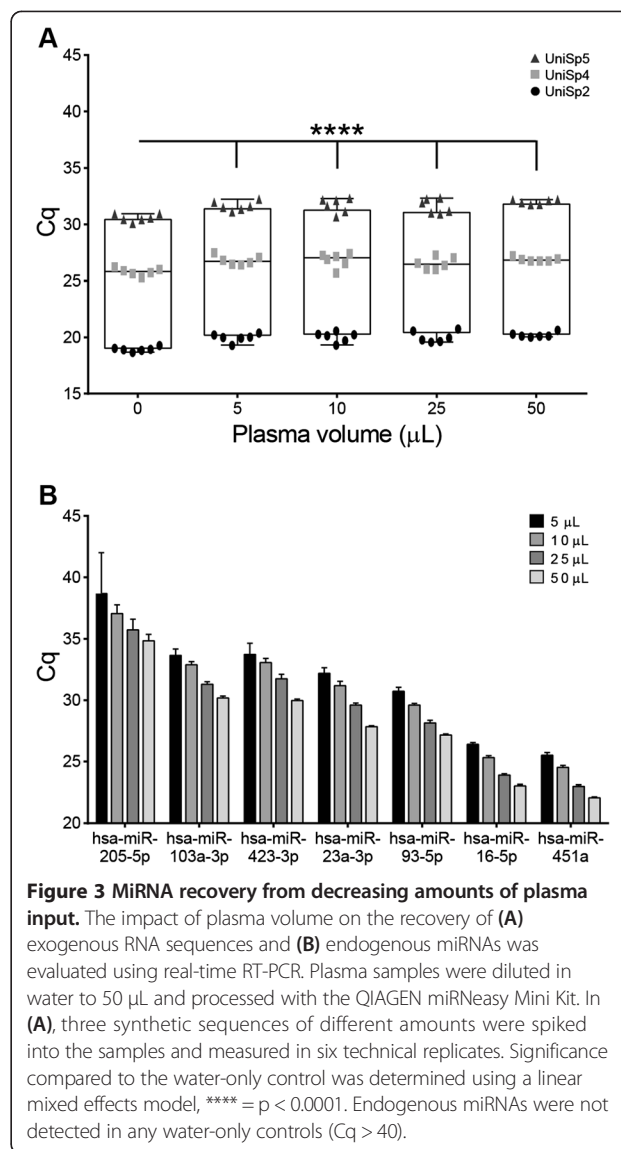 A
▲ UniSp5
■ UniSp4
● UniSp2
45
40
35
30
25
20
15
Cq
****
0 5 10 25 50
Plasma volume (µL)
B
5 µL
10 µL
25 µL
50 µL
45
40
35
30
25
20
Cq
hsa-miR- hsa-miR- hsa-miR- hsa-miR- hsa-miR- hsa-miR- hsa-miR-
205-5p 103a-3p 423-3p 23a-3p 93-5p 16-5p 451a
Figure 3 MiRNA recovery from decreasing amounts of plasma
input. The impact of plasma volume on the recovery of (A)
exogenous RNA sequences and (B) endogenous miRNAs was
evaluated using real-time RT-PCR. Plasma samples were diluted in
water to 50 µL and processed with the QIAGEN miRNeasy Mini Kit. In
(A), three synthetic sequences of different amounts were spiked
into the samples and measured in six technical replicates. Significance
compared to the water-only control was determined using a linear
mixed effects model, **** = p < 0.0001. Endogenous miRNAs were not
detected in any water-only controls (Cq > 40).